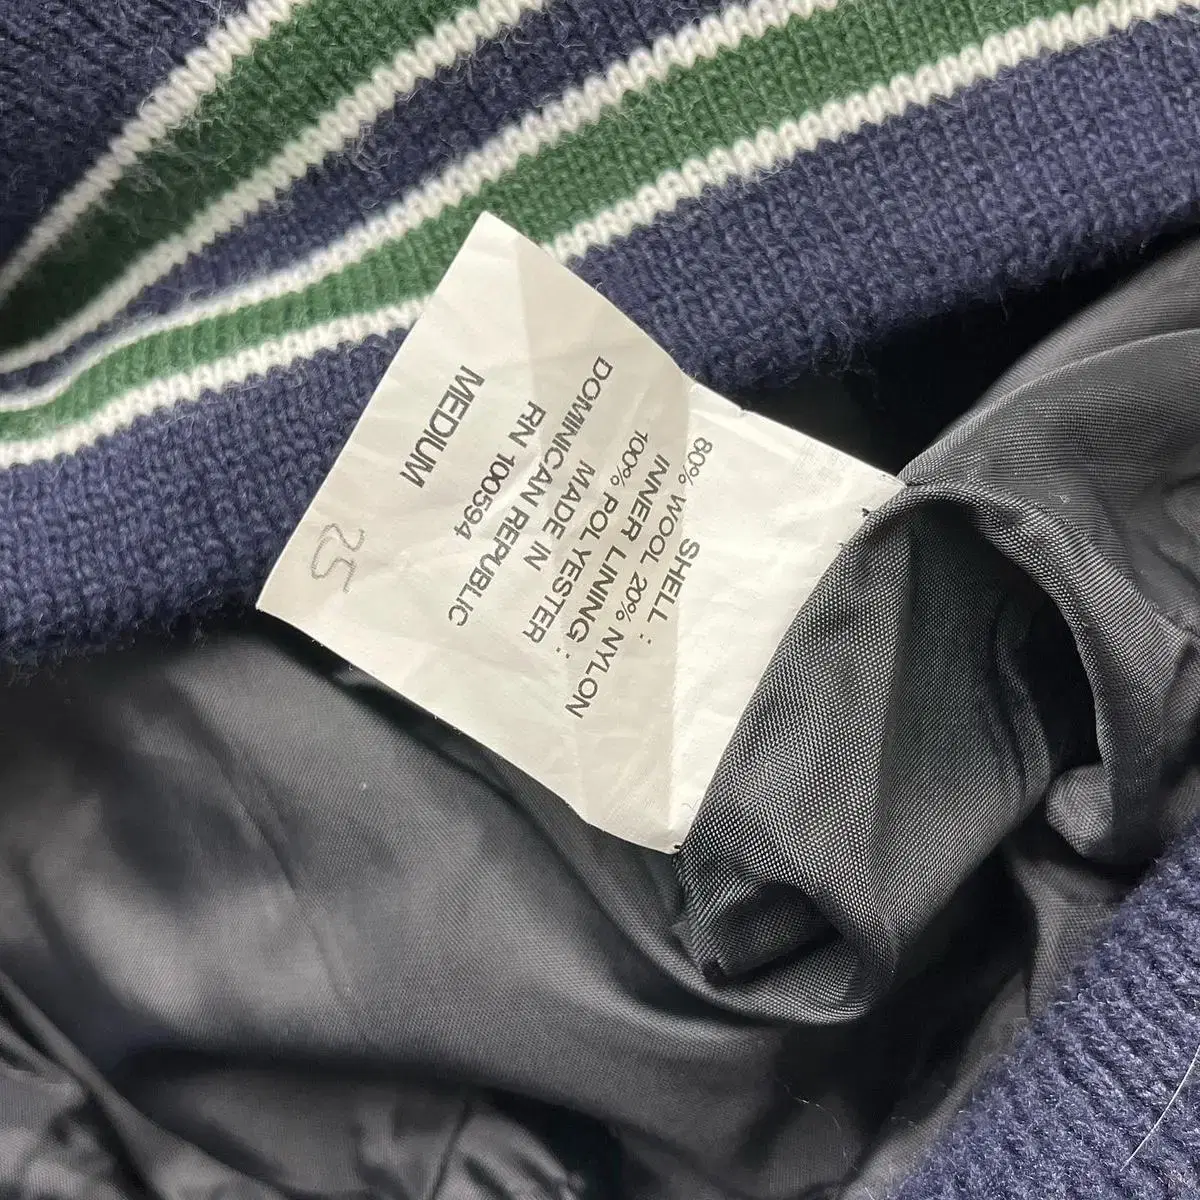 SHELL :
80% WOOL 20% NYLON
INNER LINING :
100% POLYESTER
MADE IN
DOMINICAN REPUBLIC
RN 100594
MEDIUM
25